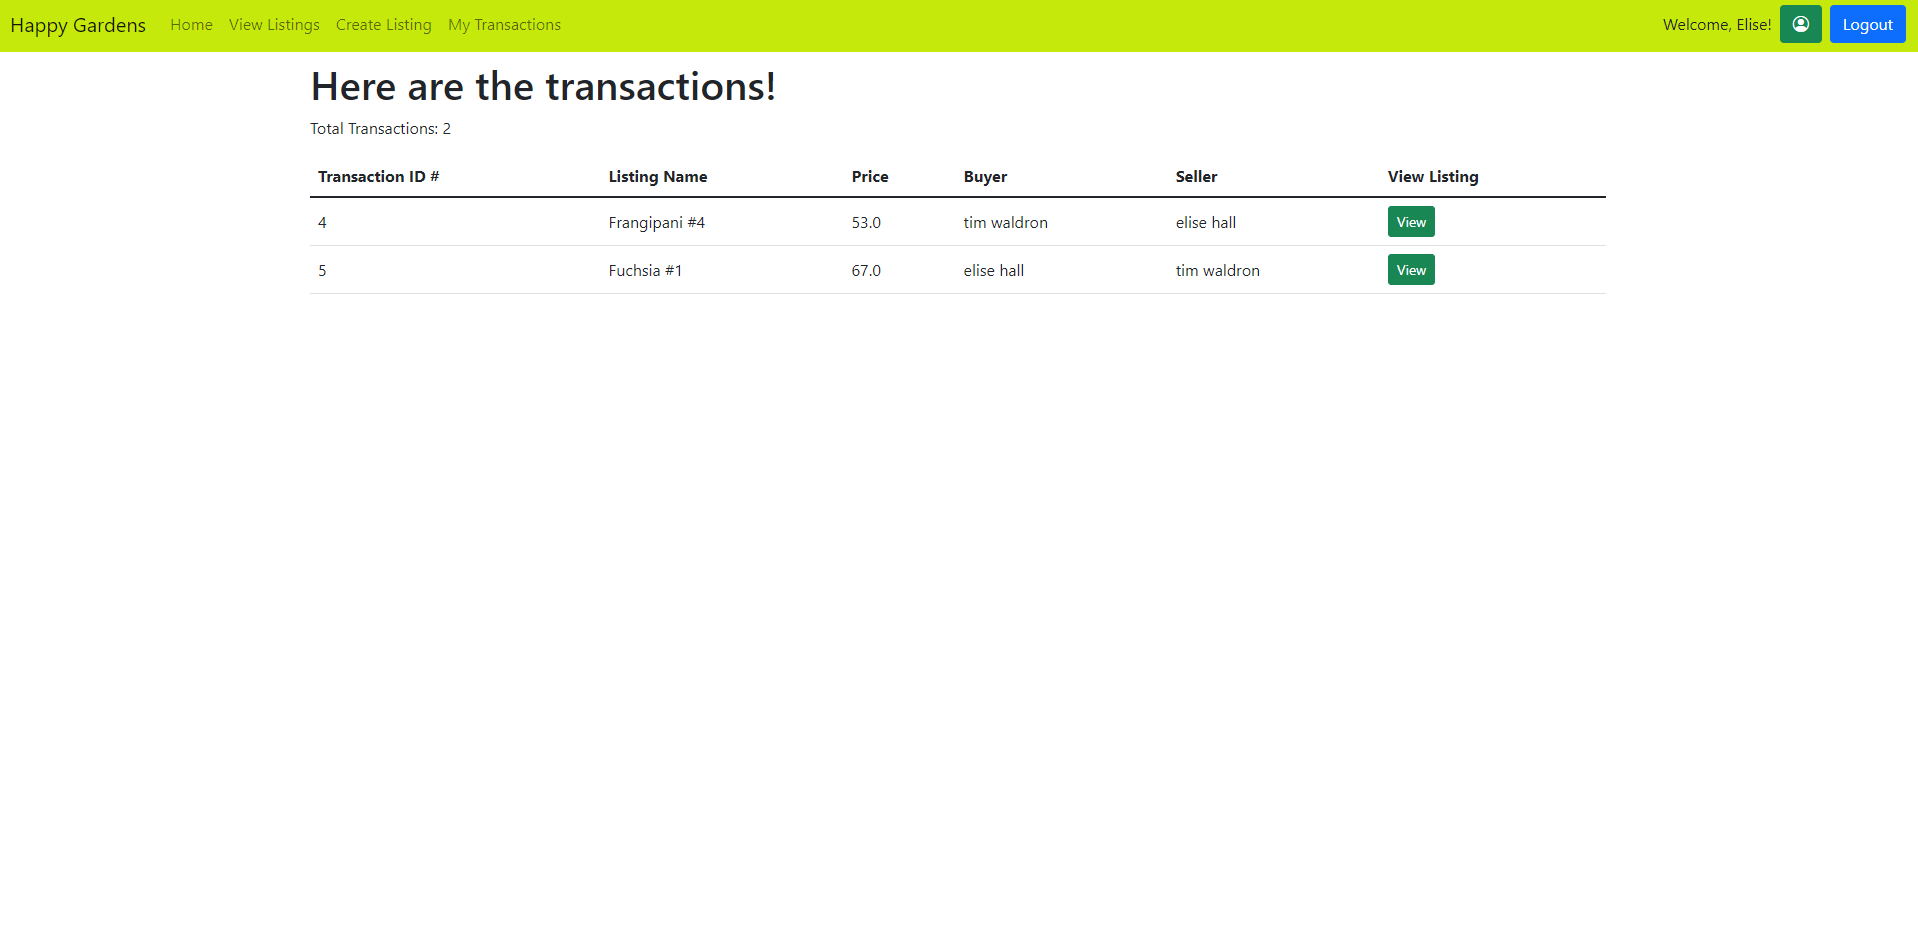 Happy Gardens Home View Listings Create Listing My Transactions Welcome, Elise! Logout
Here are the transactions!
Total Transactions: 2
Transaction ID # Listing Name Price Buyer Seller View Listing
4 Frangipani #4 53.0 tim waldron elise hall View
5 Fuchsia #1 67.0 elise hall tim waldron View